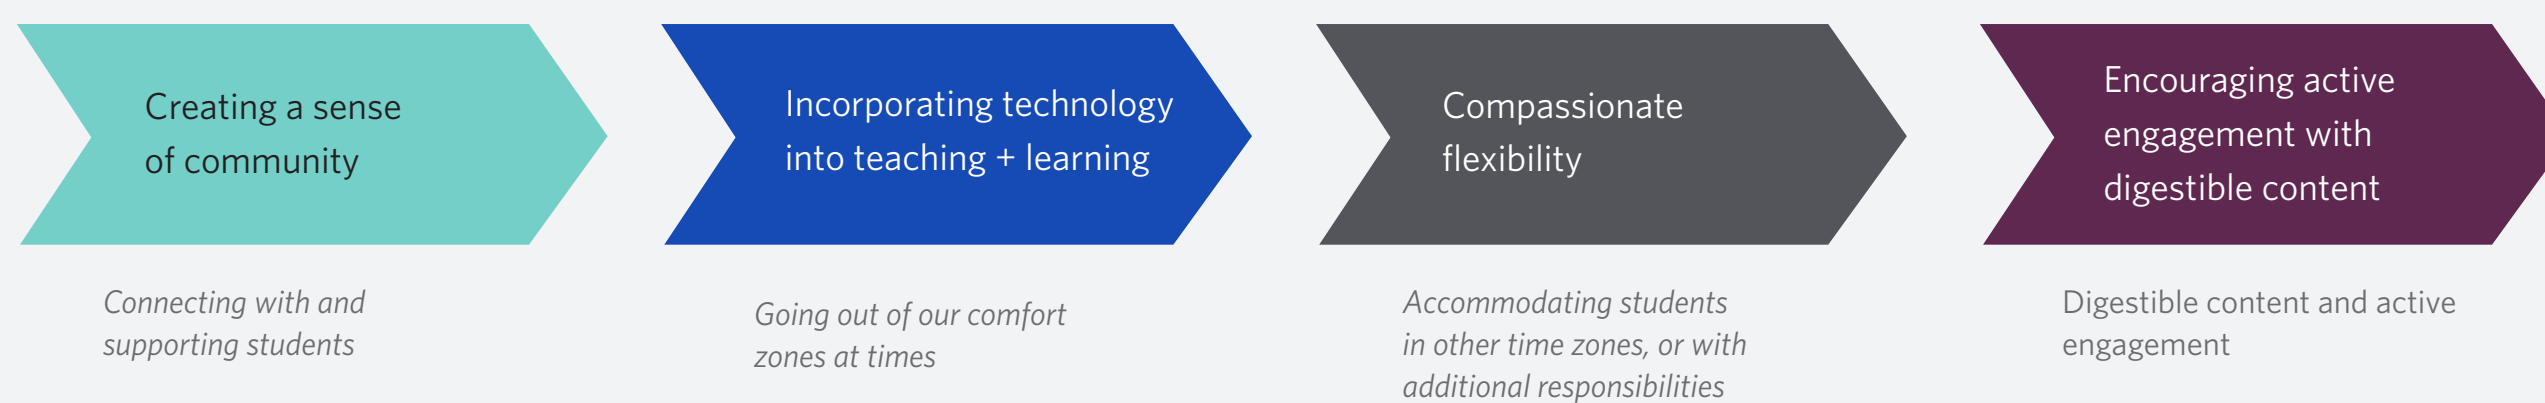 Creating a sense
of community
Connecting with and
supporting students
Incorporating technology
into teaching + learning
Going out of our comfort
zones at times
Compassionate
flexibility
Accommodating students
in other time zones, or with
additional responsibilities
Encouraging active
engagement with
digestible content
Digestible content and active
engagement